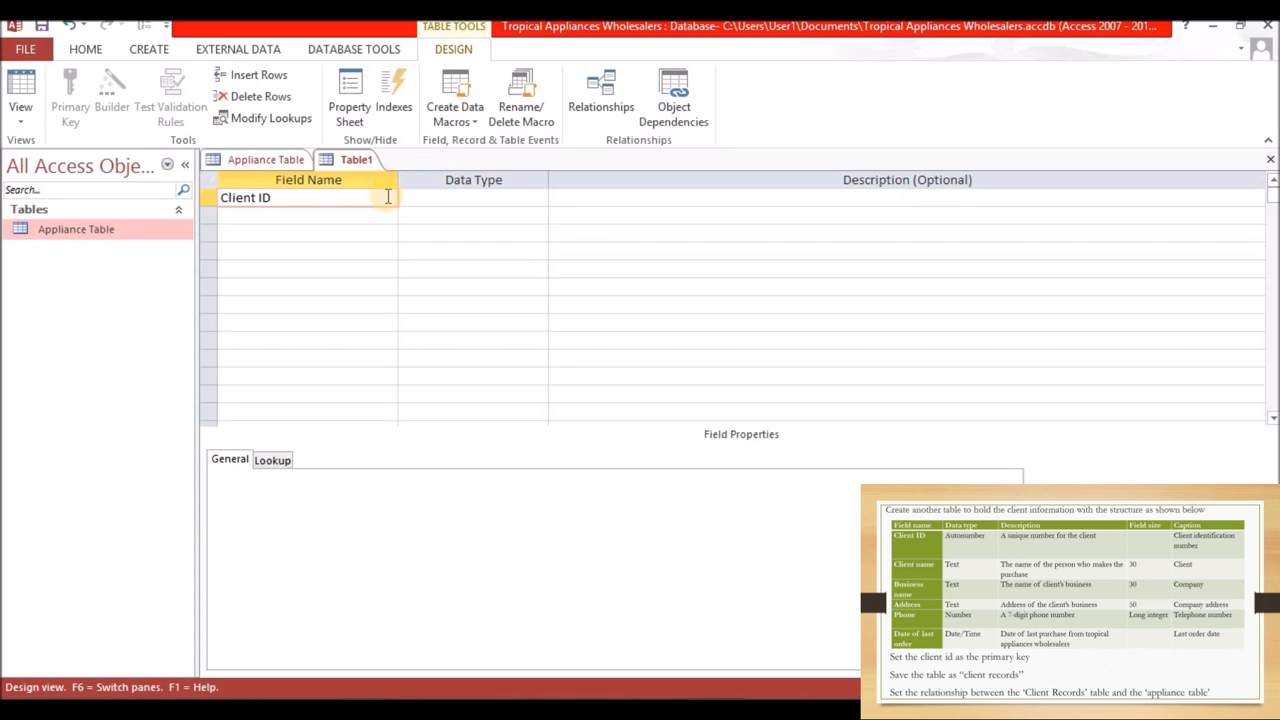 TABLE TOOLS
Tropical Appliances Wholesalers : Database- C:\Users\User1\Documents\Tropical Appliances Wholesalers.accdb (Access 2007 - 201...
FILE HOME CREATE EXTERNAL DATA DATABASE TOOLS DESIGN
View
Primary Key
Builder
Test Validation Rules
Insert Rows
Delete Rows
Modify Lookups
Property Sheet
Indexes
Create Data Macros
Rename/ Delete Macro
Relationships
Object Dependencies
Views Tools Show/Hide Field, Record & Table Events Relationships
All Access Obje...
Search...
Tables
Appliance Table
Appliance Table Table1
Field Name Data Type Description (Optional)
Client ID
Field Properties
General Lookup
Create another table to hold the client information with the structure as shown below
Field name Data type Description Field size Caption
Client ID Autonumber A unique number for the client Client identification
number
Client name Text The name of the person who makes the 30 Client
purchase
Business Text The name of client's business 30 Company
name
Address Text Address of the client's business 50 Company address
Phone Number A 7-digit phone number Long integer Telephone number
Date of last Date/Time Date of last purchase from tropical Last order date
order appliances wholesalers
Set the client id as the primary key
Save the table as “client records”
Set the relationship between the ‘Client Records’ table and the ‘appliance table’
Design view. F6 = Switch panes. F1 = Help.